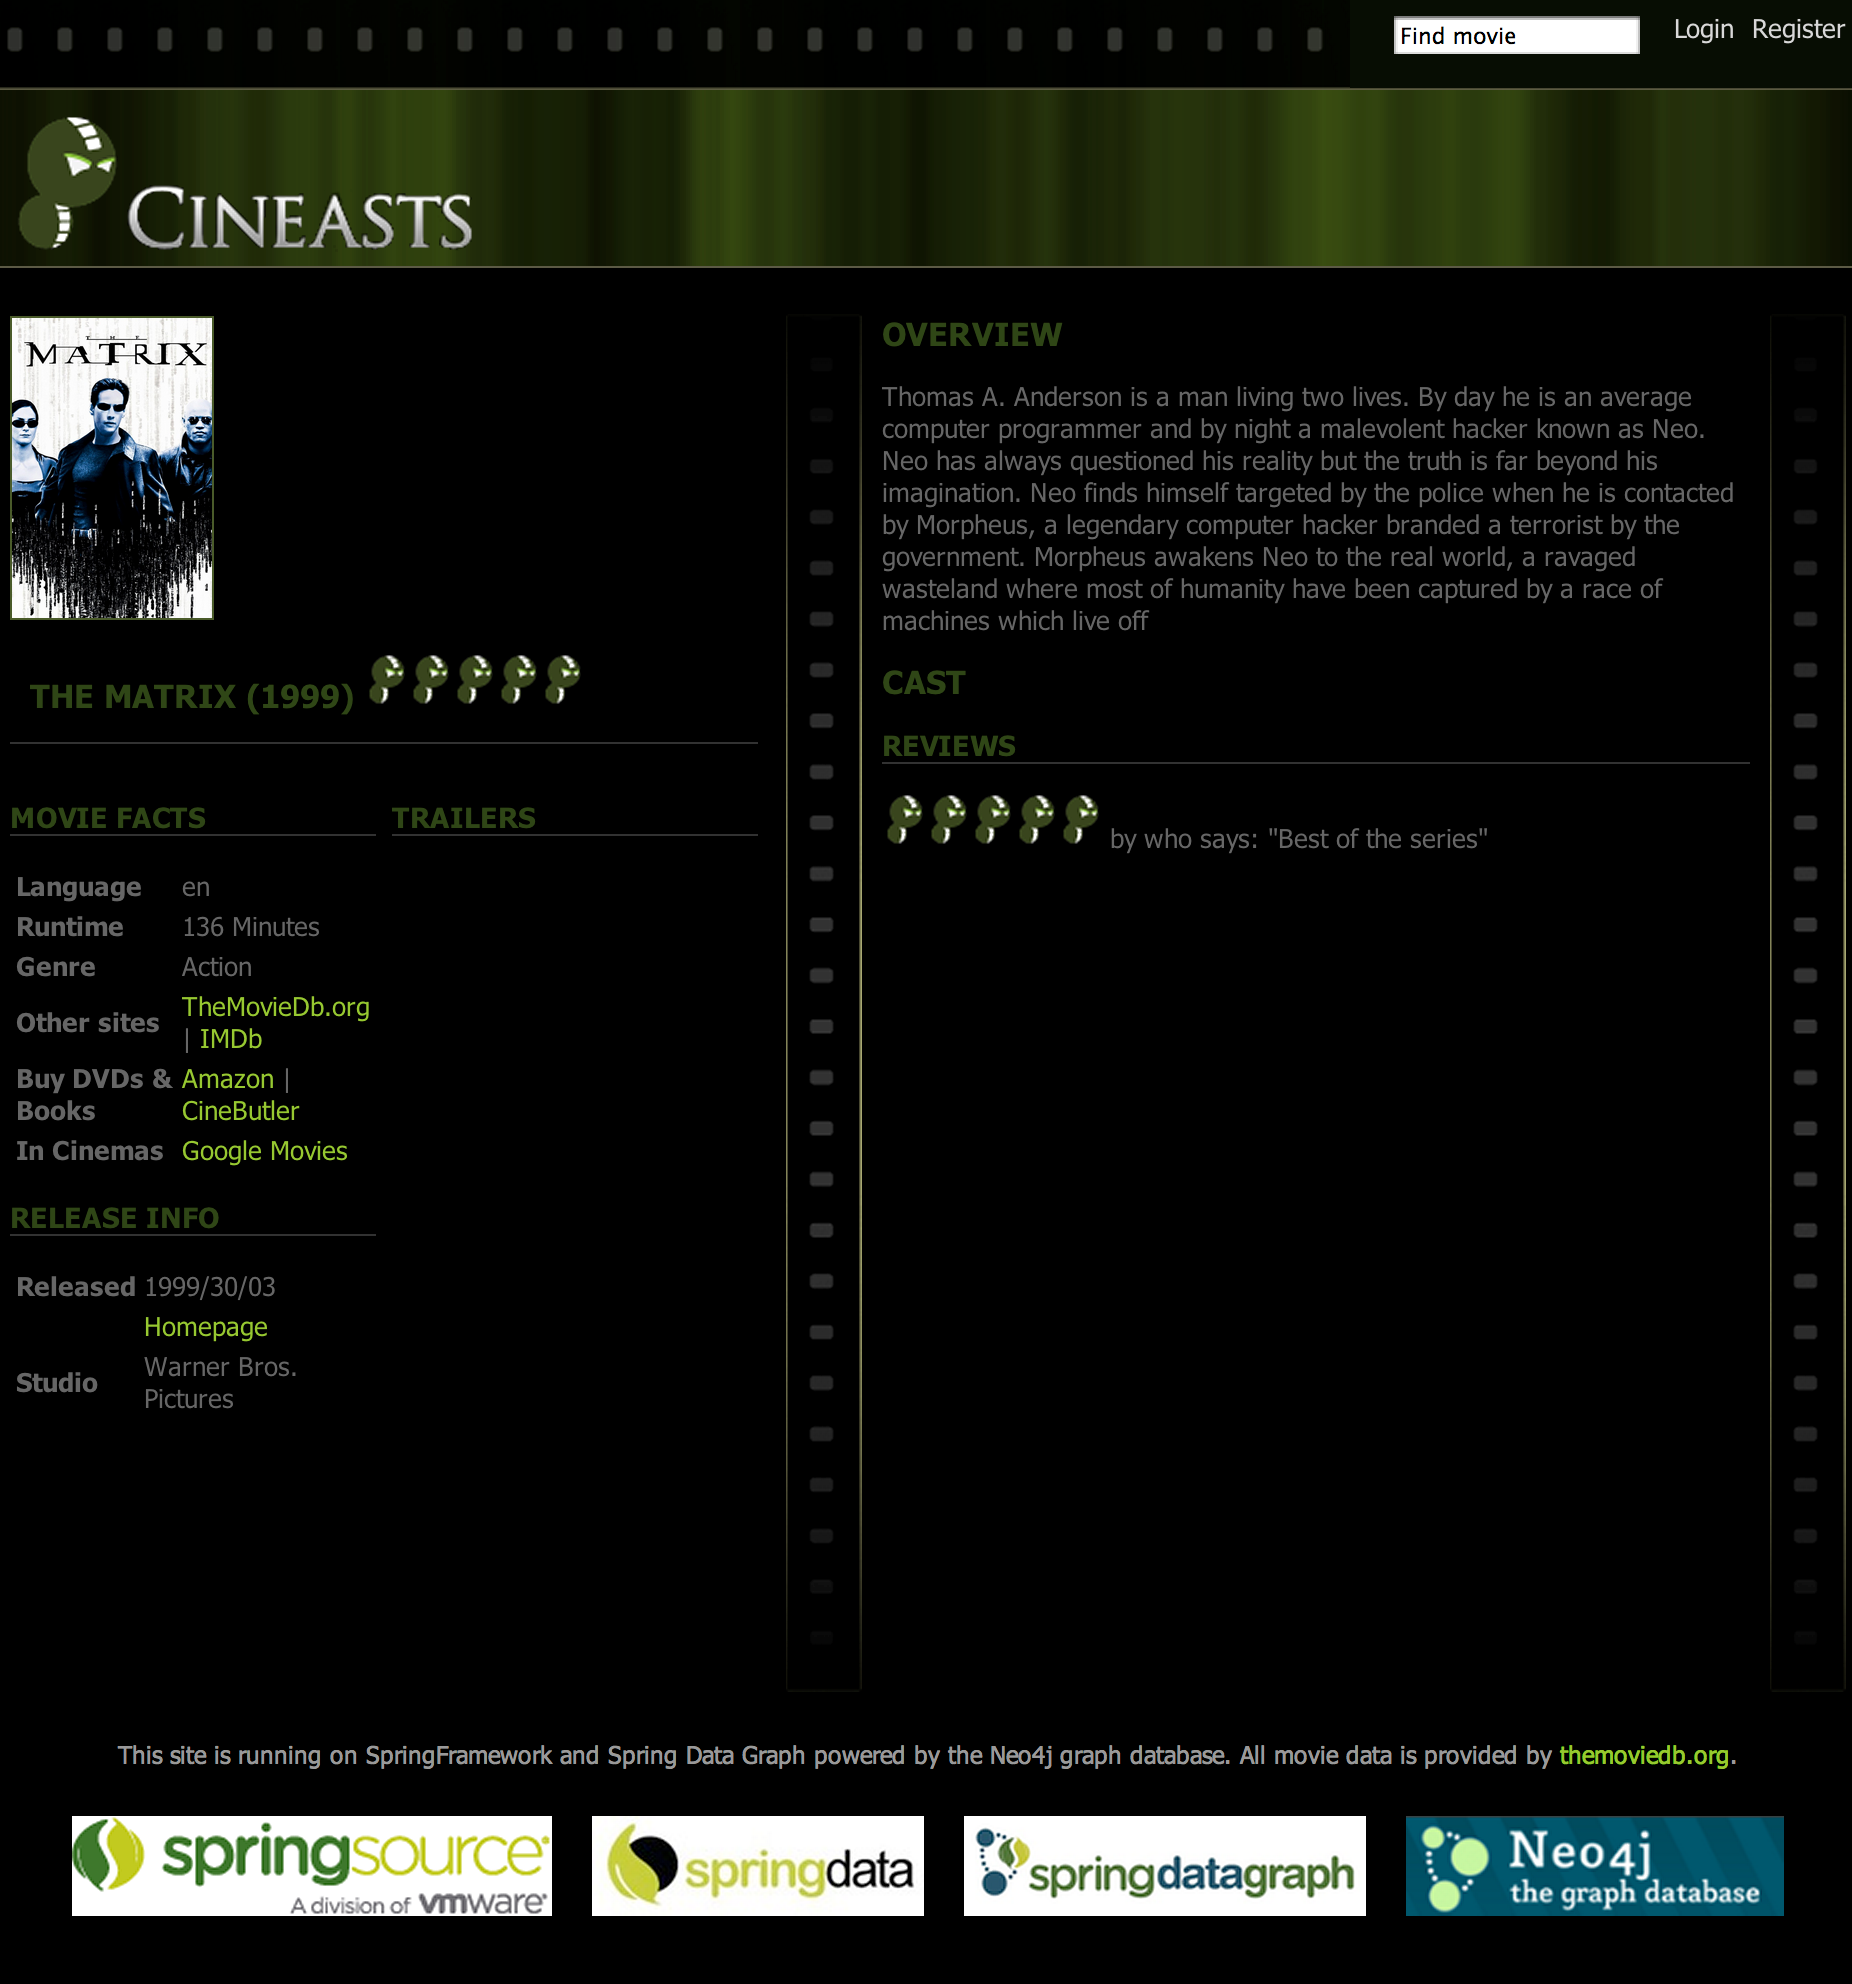 Find movie
Login Register
CINEASTS
THE
MATRIX
THE MATRIX (1999)
MOVIE FACTS
Language en
Runtime 136 Minutes
Genre Action
Other sites TheMovieDb.org
| IMDb
Buy DVDs & Amazon |
Books CineButler
In Cinemas Google Movies
RELEASE INFO
Released 1999/30/03
Homepage
Studio Warner Bros.
Pictures
TRAILERS
OVERVIEW
Thomas A. Anderson is a man living two lives. By day he is an average
computer programmer and by night a malevolent hacker known as Neo.
Neo has always questioned his reality but the truth is far beyond his
imagination. Neo finds himself targeted by the police when he is contacted
by Morpheus, a legendary computer hacker branded a terrorist by the
government. Morpheus awakens Neo to the real world, a ravaged
wasteland where most of humanity have been captured by a race of
machines which live off
CAST
REVIEWS
by who says: "Best of the series"
This site is running on SpringFramework and Spring Data Graph powered by the Neo4j graph database. All movie data is provided by themoviedb.org.
springsource
A division of vmware
springdata
springdatagraph
Neo4j
the graph database